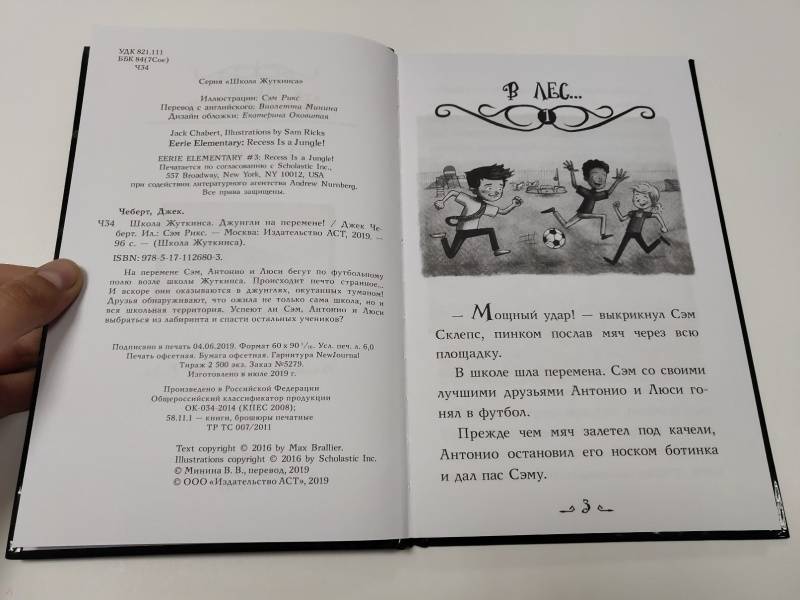 УДК 821.111
ББК 84(7Сое)
Ч34
Серия «Школа Жуткинса»
Иллюстрации: Сэм Рикс
Перевод с английского: Виолетта Минина
Дизайн обложки: Екатерина Оковитая
Jack Chabert, Illustrations by Sam Ricks
Eerie Elementary: Recess Is a Jungle!
EERIE ELEMENTARY #3: Recess Is a Jungle!
Печатается по согласованию с Scholastic Inc.,
557 Broadway, New York, NY 10012, USA
при содействии литературного агентства Andrew Nurnberg.
Все права защищены.
Чеберт, Джек.
Ч34 Школа Жуткинса. Джунгли на перемене! / Джек Че-
берт. Ил.: Сэм Рикс. — Москва: Издательство АСТ, 2019. —
96 с. — (Школа Жуткинса).
ISBN: 978-5-17-112680-3.
На перемене Сэм, Антонио и Люси бегут по футбольному
полю возле школы Жуткинса. Происходит нечто странное...
И вскоре они оказываются в джунглях, окутанных туманом!
Друзья обнаруживают, что ожила не только сама школа, но и
вся школьная территория. Успеют ли Сэм, Антонио и Люси
выбраться из лабиринта и спасти остальных учеников?
Подписано в печать 04.06.2019. Формат 60 x 90 1/16. Усл. печ. л. 6,0
Печать офсетная. Бумага офсетная. Гарнитура NewJournal
Тираж 2 500 экз. Заказ №5279.
Изготовлено в июле 2019 г.
Произведено в Российской Федерации
Общероссийский классификатор продукции
ОК-034-2014 (КПЕС 2008);
58.11.1 — книги, брошюры печатные
ТР ТС 007/2011
Text copyright © 2016 by Max Brallier.
Illustrations copyright © 2016 by Scholastic Inc.
© Минина В. В., перевод, 2019
© ООО «Издательство АСТ», 2019
В ЛЕС...
1
— Мощный удар! — выкрикнул Сэм
Склепс, пинком послав мяч через всю
площадку.
В школе шла перемена. Сэм со своими
лучшими друзьями Антонио и Люси го-
нял в футбол.
Прежде чем мяч залетел под качели,
Антонио остановил его носком ботинка
и дал пас Сэму.
3